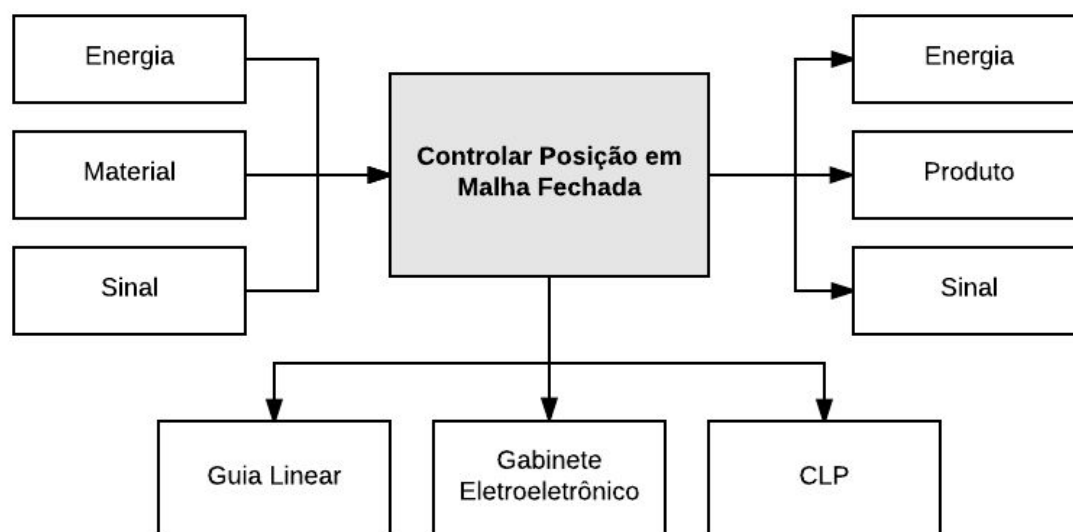 Energia
Energia
Controlar Posição em
Malha Fechada
Material
Produto
Sinal
Sinal
Guia Linear
Gabinete
Eletroeletrônico
CLP